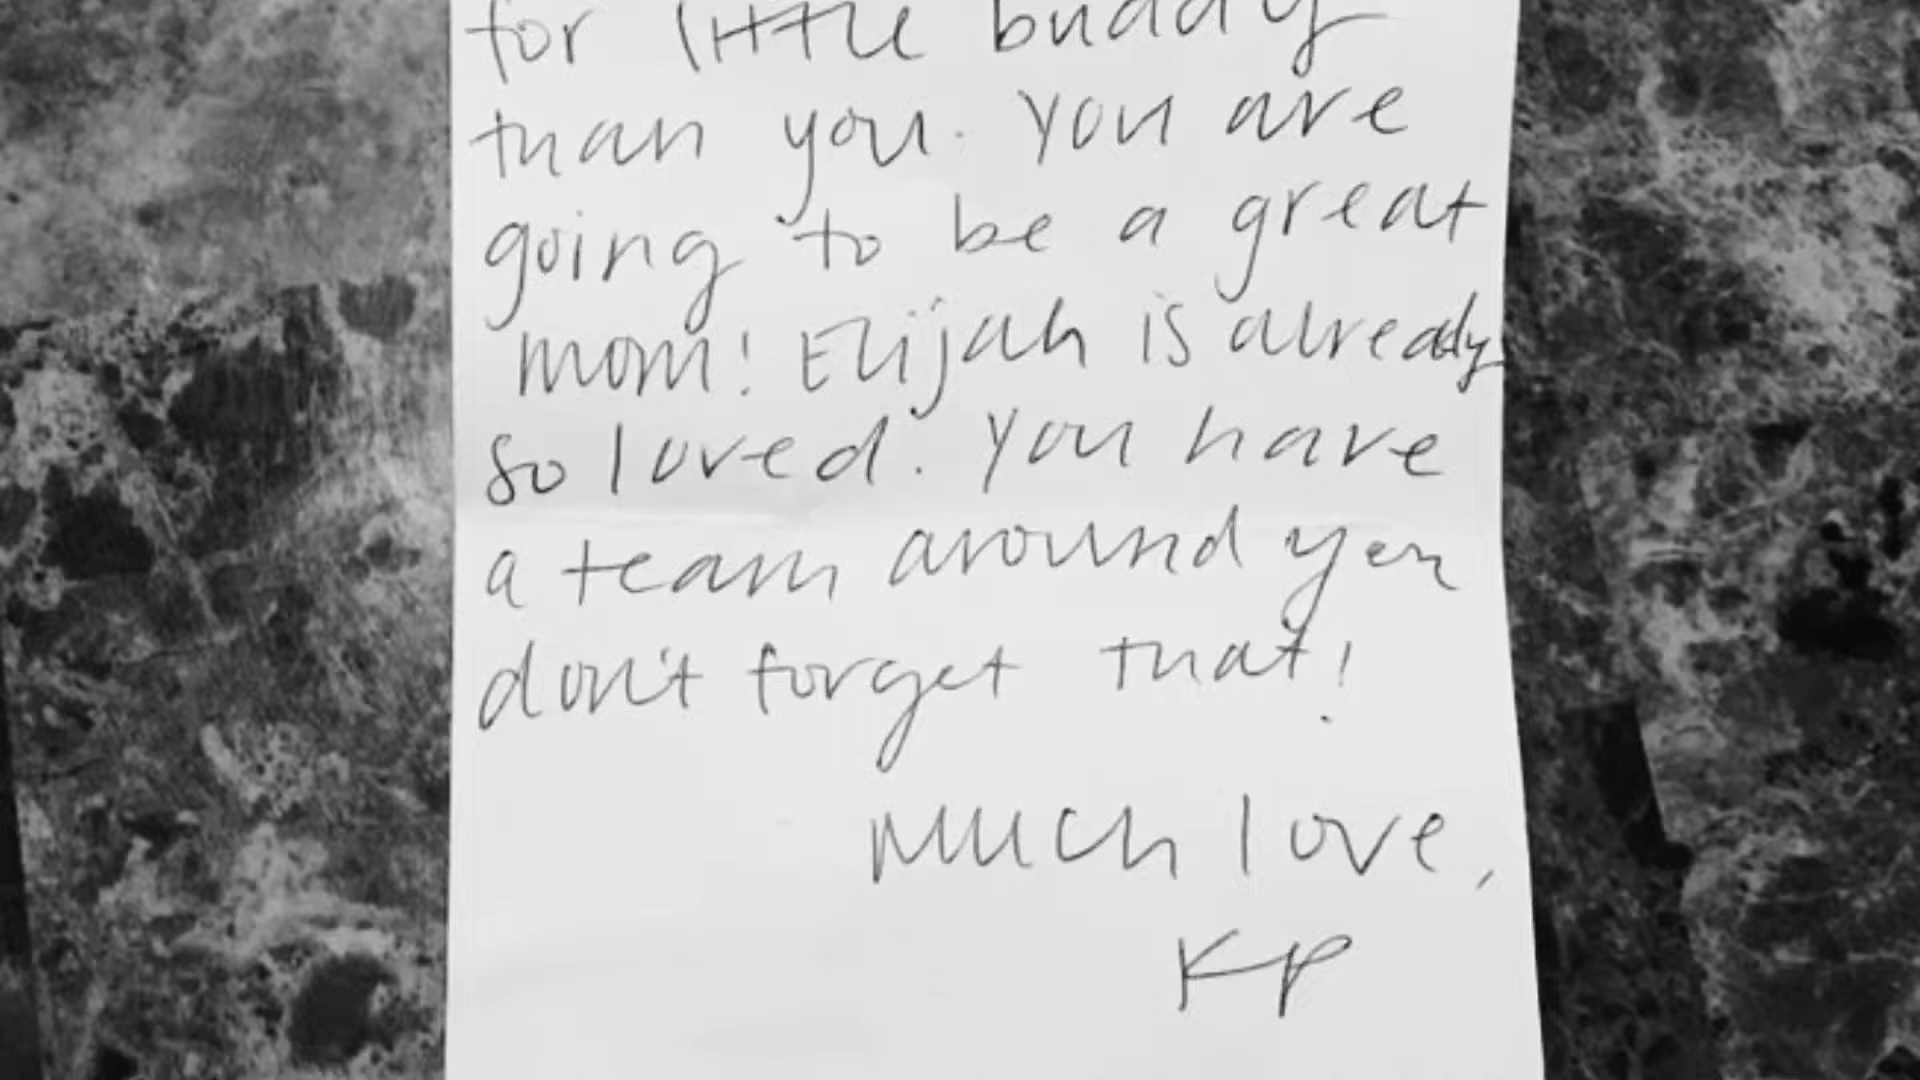 for little buddy
than you. You are
going to be a great
mom! Elijah is already
so loved. You have
a team around you
don't forget that!
Much love,
KP